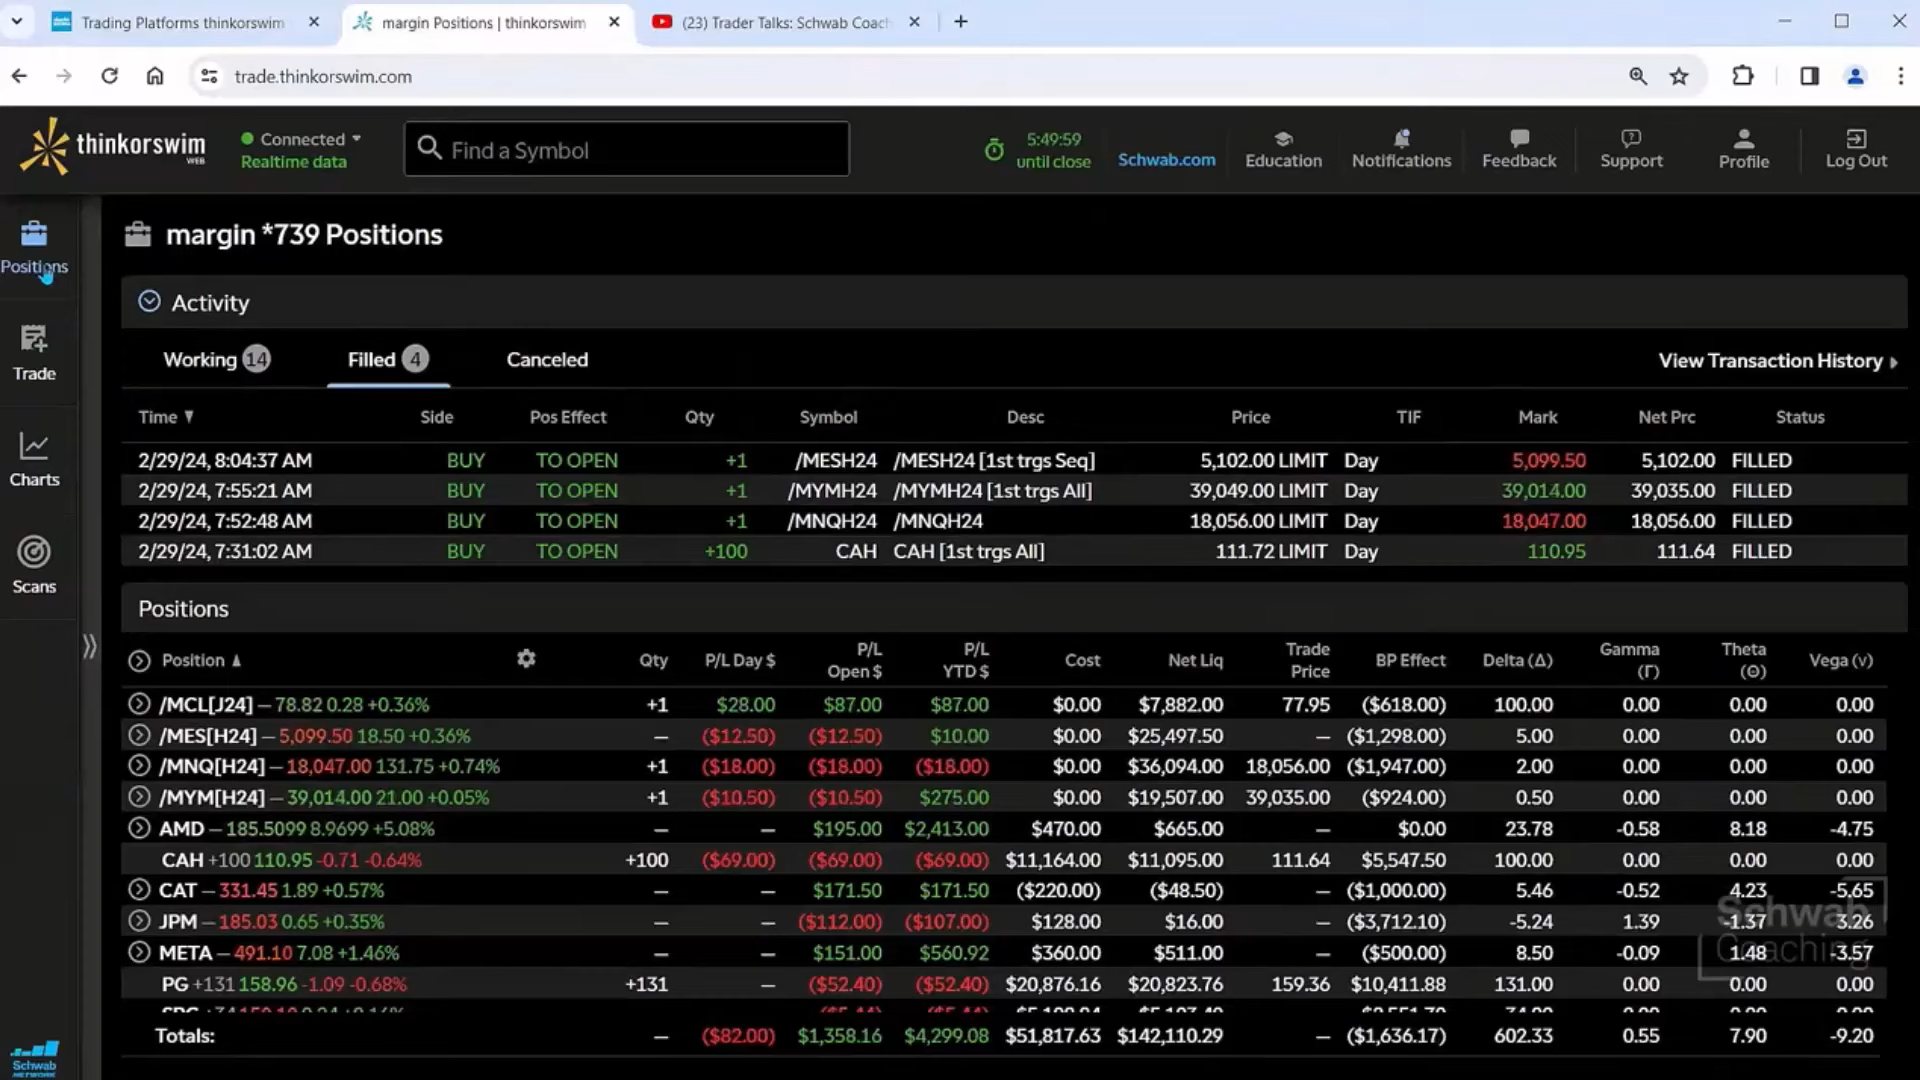 Trading Platforms thinkorswim
margin Positions | thinkorswim
(23) Trader Talks: Schwab Coac
trade.thinkorswim.com
thinkorswim
WEB
Connected
Realtime data
Find a Symbol
5:49:59
until close
Schwab.com
Education
Notifications
Feedback
Support
Profile
Log Out
Positions
Trade
Charts
Scans
Schwab
NETWORK
margin *739 Positions
Activity
Working 14 Filled 4 Canceled View Transaction History
Time Side Pos Effect Qty Symbol Desc Price TIF Mark Net Prc Status
2/29/24, 8:04:37 AM BUY TO OPEN +1 /MESH24 /MESH24 [1st trgs Seq] 5,102.00 LIMIT Day 5,099.50 5,102.00 FILLED
2/29/24, 7:55:21 AM BUY TO OPEN +1 /MYMH24 /MYMH24 [1st trgs All] 39,049.00 LIMIT Day 39,014.00 39,035.00 FILLED
2/29/24, 7:52:48 AM BUY TO OPEN +1 /MNQH24 /MNQH24 18,056.00 LIMIT Day 18,047.00 18,056.00 FILLED
2/29/24, 7:31:02 AM BUY TO OPEN +100 CAH CAH [1st trgs All] 111.72 LIMIT Day 110.95 111.64 FILLED
Positions
Position Qty P/L Day $ P/L Open $ P/L YTD $ Cost Net Liq Trade Price BP Effect Delta (Δ) Gamma (Γ) Theta (Θ) Vega (ν)
/MCL[J24] — 78.82 0.28 +0.36% +1 $28.00 $87.00 $87.00 $0.00 $7,882.00 77.95 ($618.00) 100.00 0.00 0.00 0.00
/MES[H24] — 5,099.50 18.50 +0.36% — ($12.50) ($12.50) $10.00 $0.00 $25,497.50 — ($1,298.00) 5.00 0.00 0.00 0.00
/MNQ[H24] — 18,047.00 131.75 +0.74% +1 ($18.00) ($18.00) ($18.00) $0.00 $36,094.00 18,056.00 ($1,947.00) 2.00 0.00 0.00 0.00
/MYM[H24] — 39,014.00 21.00 +0.05% +1 ($10.50) ($10.50) $275.00 $0.00 $19,507.00 39,035.00 ($924.00) 0.50 0.00 0.00 0.00
AMD — 185.5099 8.9699 +5.08% — — $195.00 $2,413.00 $470.00 $665.00 — $0.00 23.78 -0.58 8.18 -4.75
CAH +100 110.95 -0.71 -0.64% +100 ($69.00) ($69.00) ($69.00) $11,164.00 $11,095.00 111.64 $5,547.50 100.00 0.00 0.00 0.00
CAT — 331.45 1.89 +0.57% — — $171.50 $171.50 ($220.00) ($48.50) — ($1,000.00) 5.46 -0.52 4.23 -5.65
JPM — 185.03 0.65 +0.35% — — ($112.00) ($107.00) $128.00 $16.00 — ($3,712.10) -5.24 1.39 -1.37 3.26
META — 491.10 7.08 +1.46% — — $151.00 $560.92 $360.00 $511.00 — ($500.00) 8.50 -0.09 1.48 -3.57
PG +131 158.96 -1.09 -0.68% +131 — ($52.40) ($52.40) $20,876.16 $20,823.76 159.36 $10,411.88 131.00 0.00 0.00 0.00
Totals: — ($82.00) $1,358.16 $4,299.08 $51,817.63 $142,110.29 — ($1,636.17) 602.33 0.55 7.90 -9.20
Schwab
Coaching